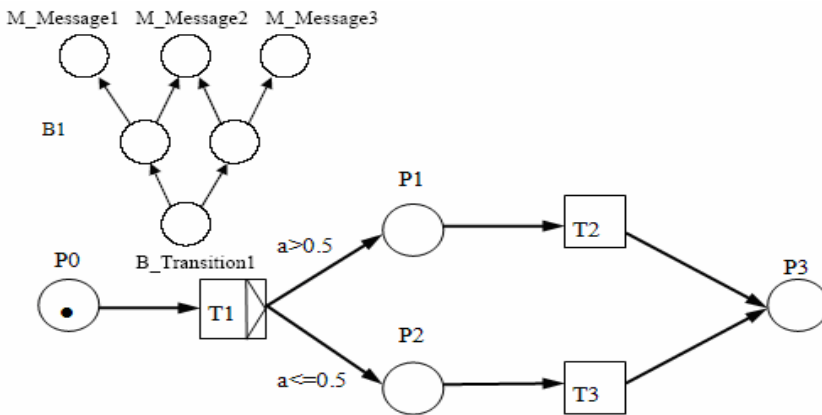 M_Message1 M_Message2 M_Message3
B1
P1
T2
a>0.5
P0
B_Transition1
P3
T1
P2
a<=0.5
T3